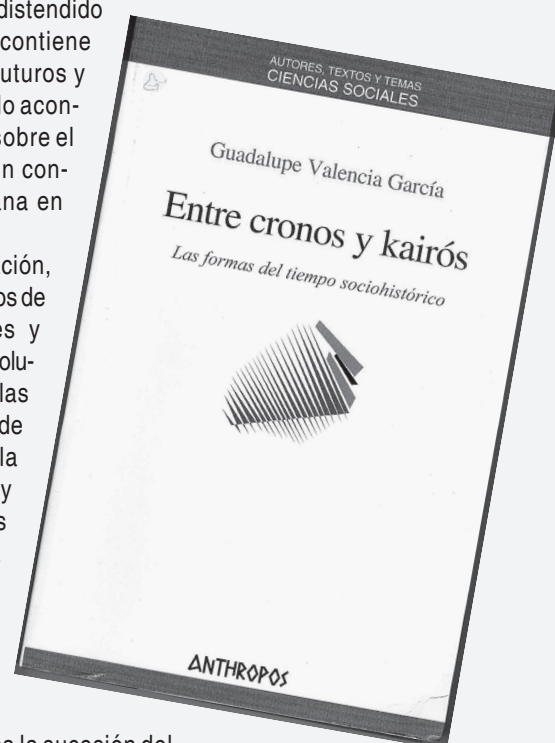 distendido
contiene
uturos y
lo acon-
sobre el
n con-
ana en
ción,
os de
es y
olu-
las
de
la
y
s
AUTORES, TEXTOS Y TEMAS
CIENCIAS SOCIALES
Guadalupe Valencia García
Entre cronos y kairós
Las formas del tiempo sociohistórico
ANTHROPOS
la sucesión del